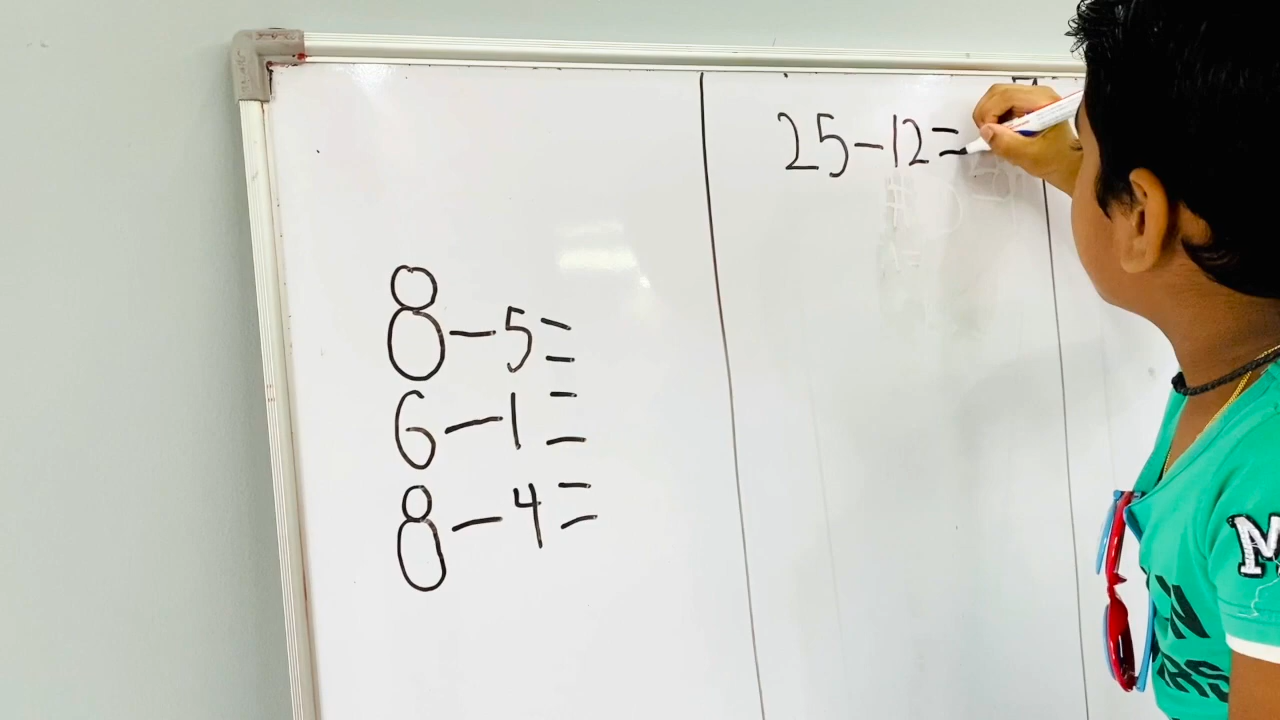 25-12=
8-5=
6-1=
8-4=